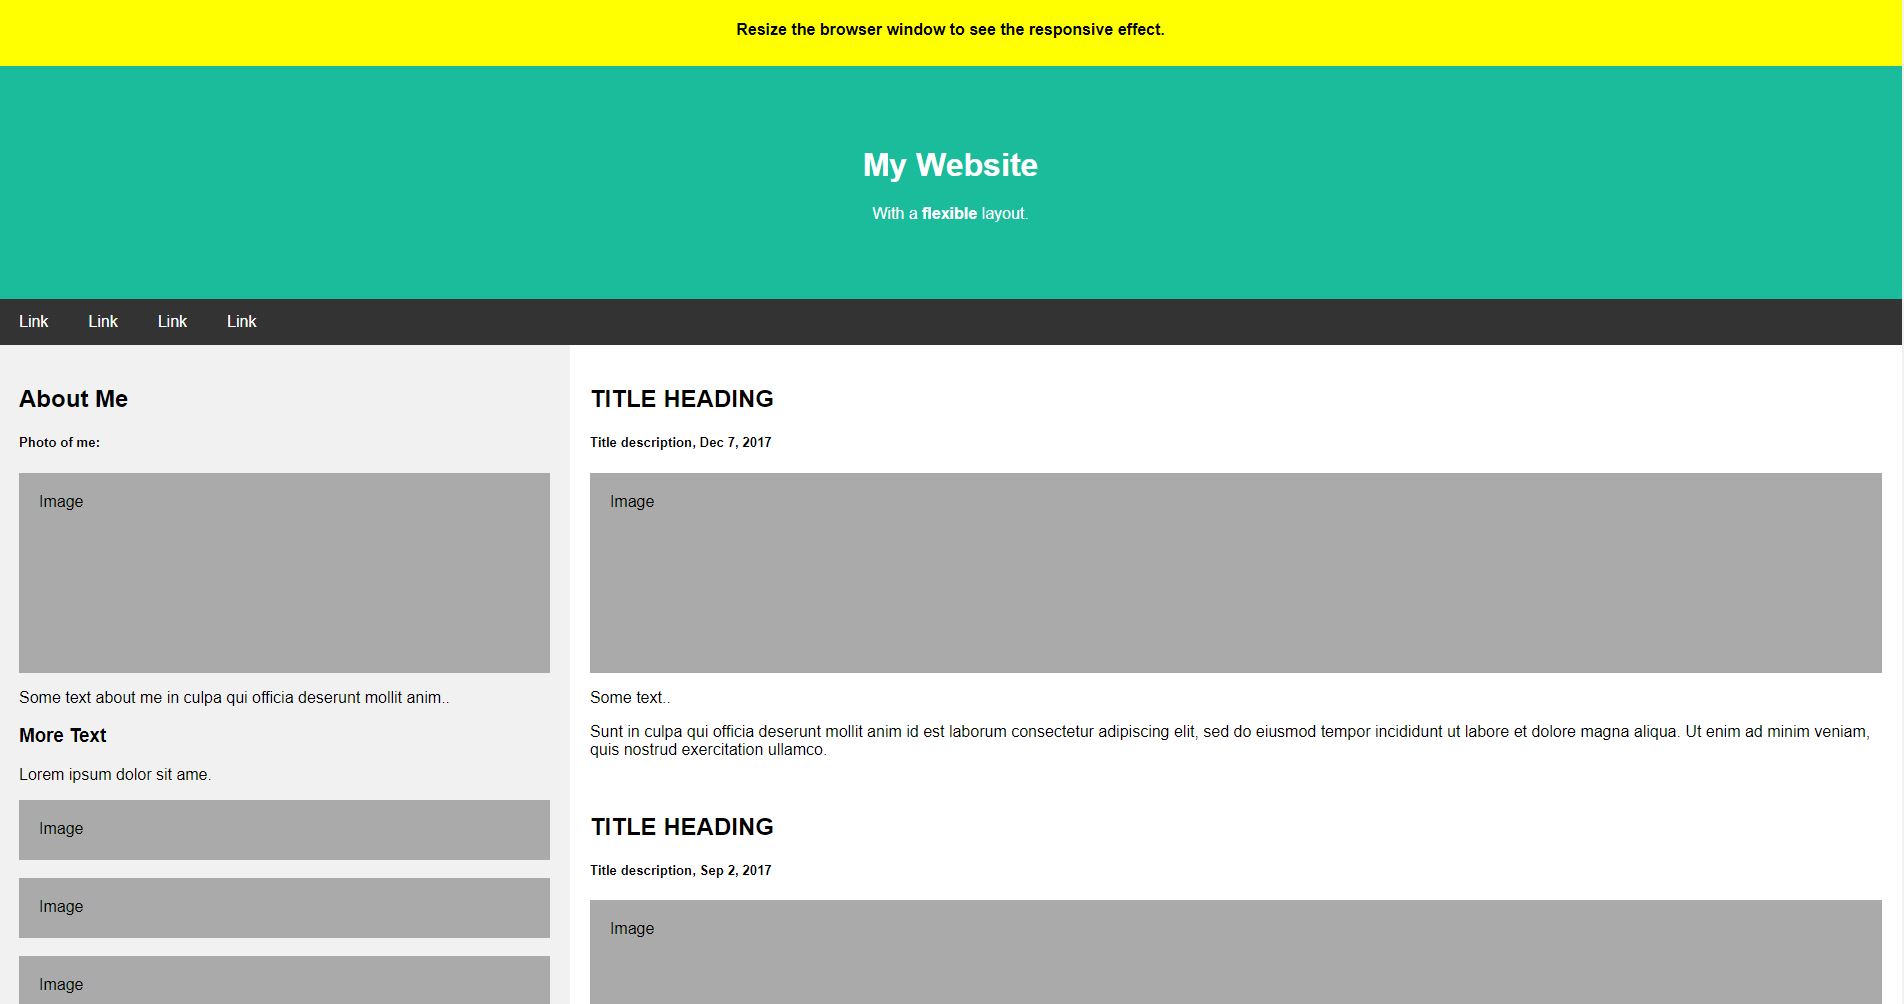 Resize the browser window to see the responsive effect.
My Website
With a flexible layout.
Link Link Link Link
About Me
Photo of me:
Image
Some text about me in culpa qui officia deserunt mollit anim..
More Text
Lorem ipsum dolor sit ame.
Image
Image
Image
TITLE HEADING
Title description, Dec 7, 2017
Image
Some text..
Sunt in culpa qui officia deserunt mollit anim id est laborum consectetur adipiscing elit, sed do eiusmod tempor incididunt ut labore et dolore magna aliqua. Ut enim ad minim veniam,
quis nostrud exercitation ullamco.
TITLE HEADING
Title description, Sep 2, 2017
Image